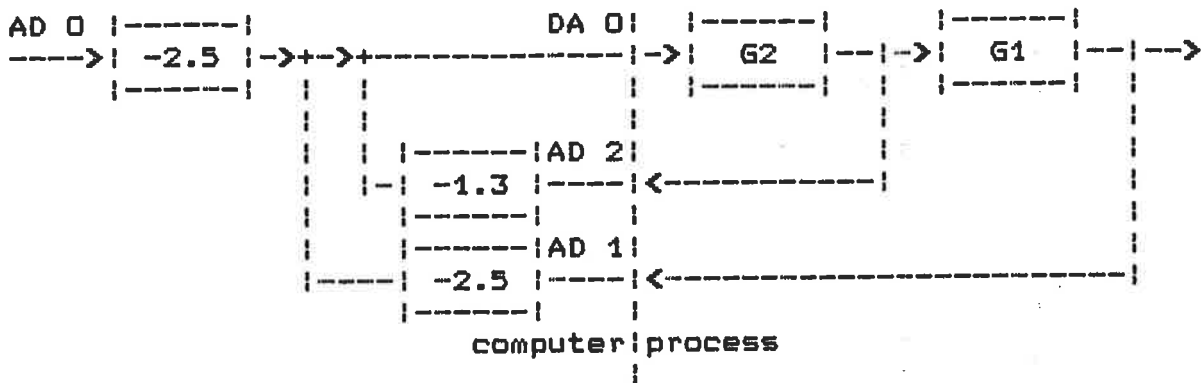 AD 0 DA 0
-2.5 G2 G1
AD 2
-1.3
AD 1
-2.5
computer process